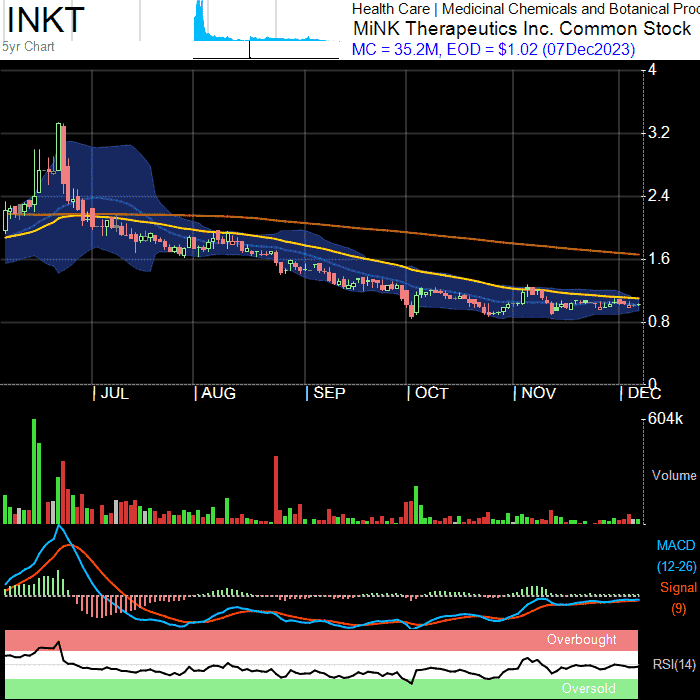 INKT
5yr Chart
Health Care | Medicinal Chemicals and Botanical Proc
MiNK Therapeutics Inc. Common Stock
MC = 35.2M, EOD = $1.02 (07Dec2023)
4
3.2
2.4
1.6
0.8
0
JUL
AUG
SEP
OCT
NOV
DEC
604k
Volume
MACD
(12-26)
Signal
(9)
Overbought
RSI(14)
Oversold